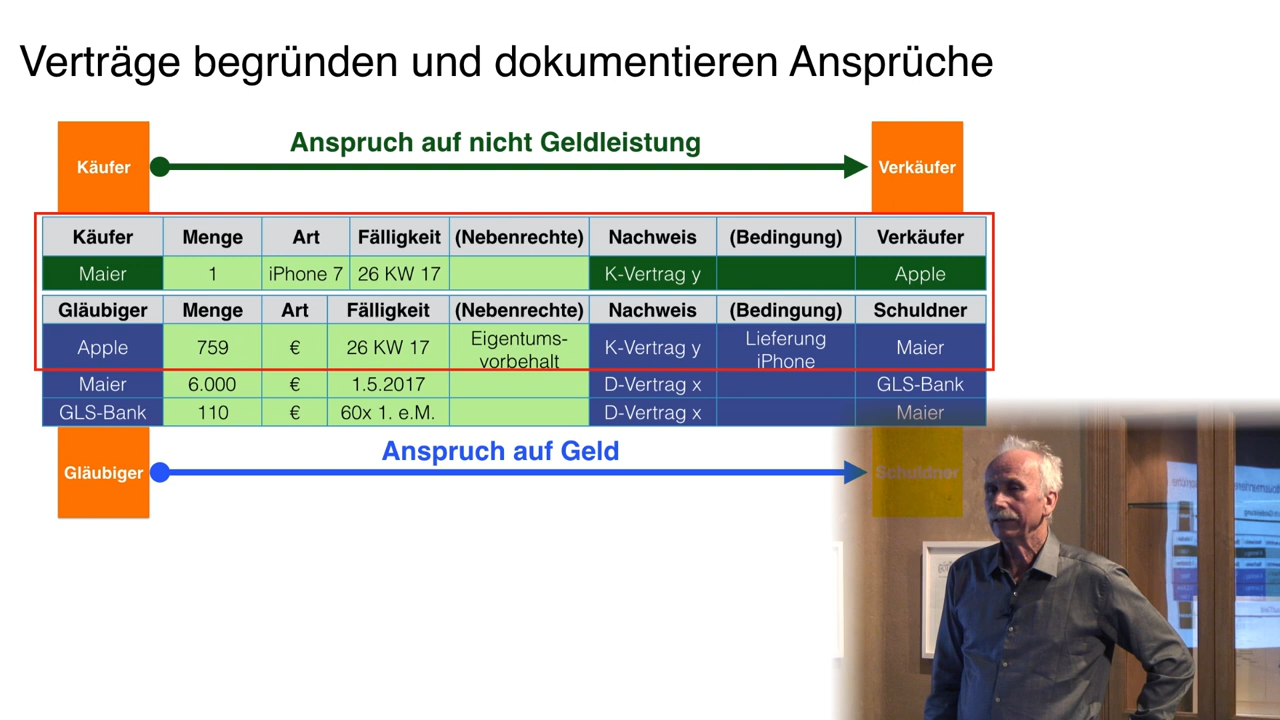 Verträge begründen und dokumentieren Ansprüche
Anspruch auf nicht Geldleistung
Käufer
Verkäufer
Käufer Menge Art Fälligkeit (Nebenrechte) Nachweis (Bedingung) Verkäufer
Maier 1 iPhone 7 26 KW 17 K-Vertrag y Apple
Gläubiger Menge Art Fälligkeit (Nebenrechte) Nachweis (Bedingung) Schuldner
Apple 759 € 26 KW 17 Eigentums- K-Vertrag y Lieferung Maier
vorbehalt iPhone
Maier 6.000 € 1.5.2017 D-Vertrag x GLS-Bank
GLS-Bank 110 € 60x 1. e.M. D-Vertrag x Maier
Anspruch auf Geld
Gläubiger
Schuldner